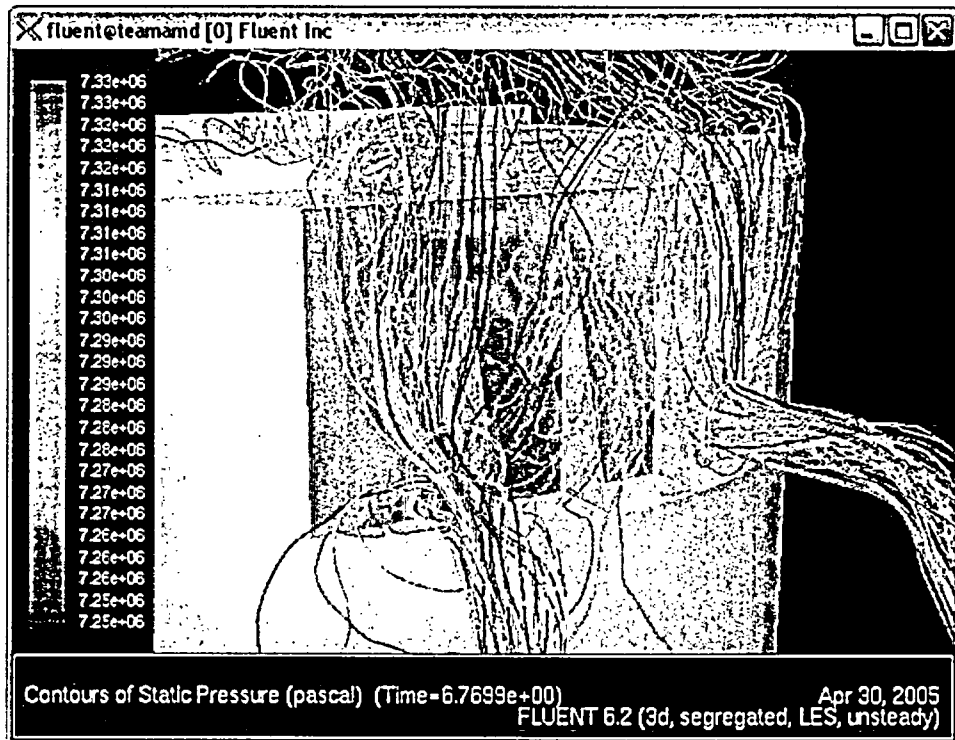 fluent@teamamd [0] Fluent Inc
7.33e+06
7.33e+06
7.32e+06
7.32e+06
7.32e+06
7.31e+06
7.31e+06
7.31e+06
7.31e+06
7.30e+06
7.30e+06
7.30e+06
7.29e+06
7.29e+06
7.29e+06
7.28e+06
7.28e+06
7.28e+06
7.27e+06
7.27e+06
7.27e+06
7.26e+06
7.26e+06
7.26e+06
7.25e+06
7.25e+06
Contours of Static Pressure (pascal) (Time=6.7699e+00)
Apr 30, 2005
FLUENT 6.2 (3d, segregated, LES, unsteady)